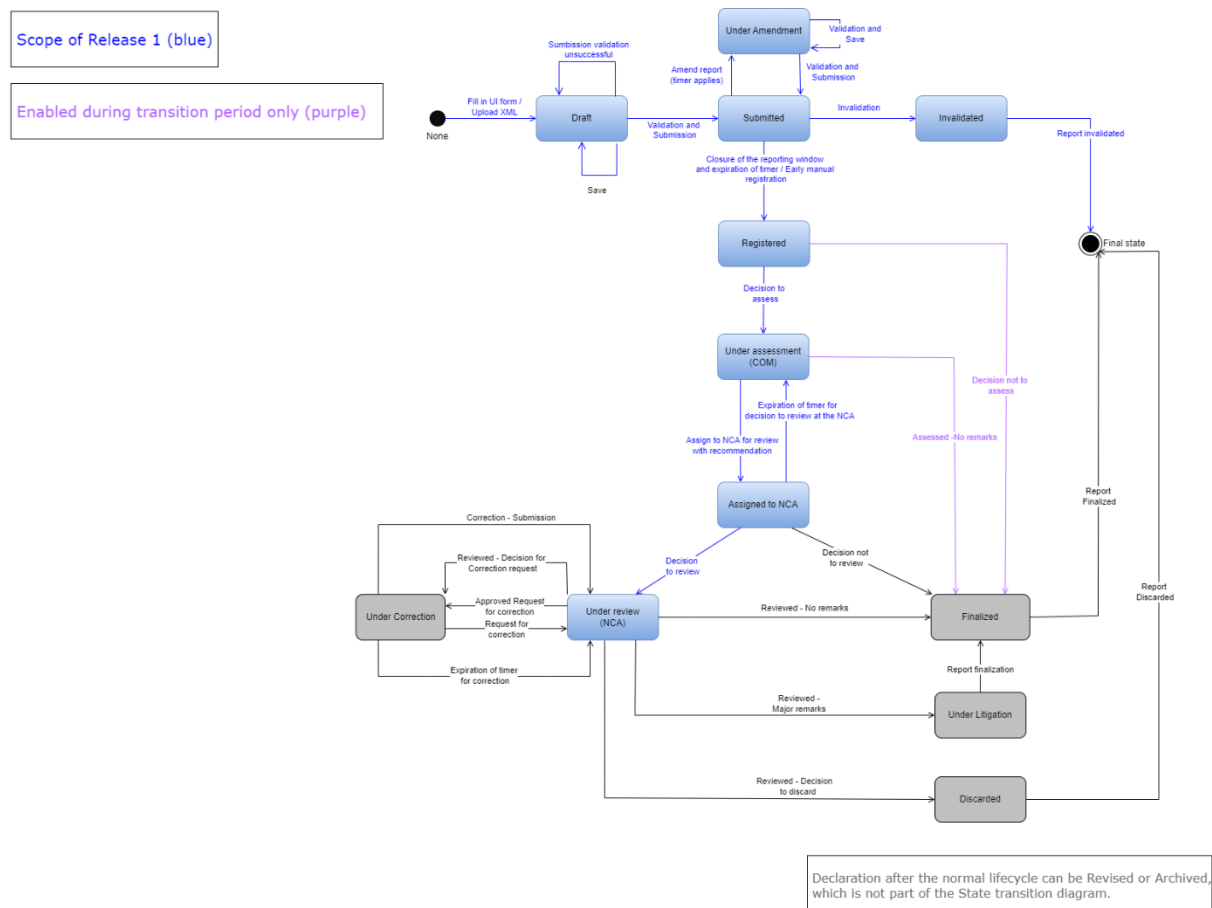 Scope of Release 1 (blue)
Enabled during transition period only (purple)
Under Amendment
Validation and
Save
Sumbission validation
unsuccessful
Amend report
(timer applies)
Validation and
Submission
Fill in UI form /
Upload XML
None
Draft
Validation and
Submission
Submitted
Invalidation
Invalidated
Report invalidated
Save
Closure of the reporting window
and expiration of timer / Early manual
registration
Registered
Final state
Decision to
assess
Under assessment
(COM)
Decision not to
assess
Expiration of timer for
decision to review at the NCA
Assessed -No remarks
Assign to NCA for review
with recommendation
Assigned to NCA
Report
Finalized
Correction - Submission
Reviewed - Decision for
Correction request
Decision
to review
Decision not
to review
Report
Discarded
Under Correction
Approved Request
for correction
Request for
correction
Under review
(NCA)
Reviewed - No remarks
Finalized
Expiration of timer
for correction
Report finalization
Reviewed -
Major remarks
Under Litigation
Reviewed - Decision
to discard
Discarded
Declaration after the normal lifecycle can be Revised or Archived,
which is not part of the State transition diagram.